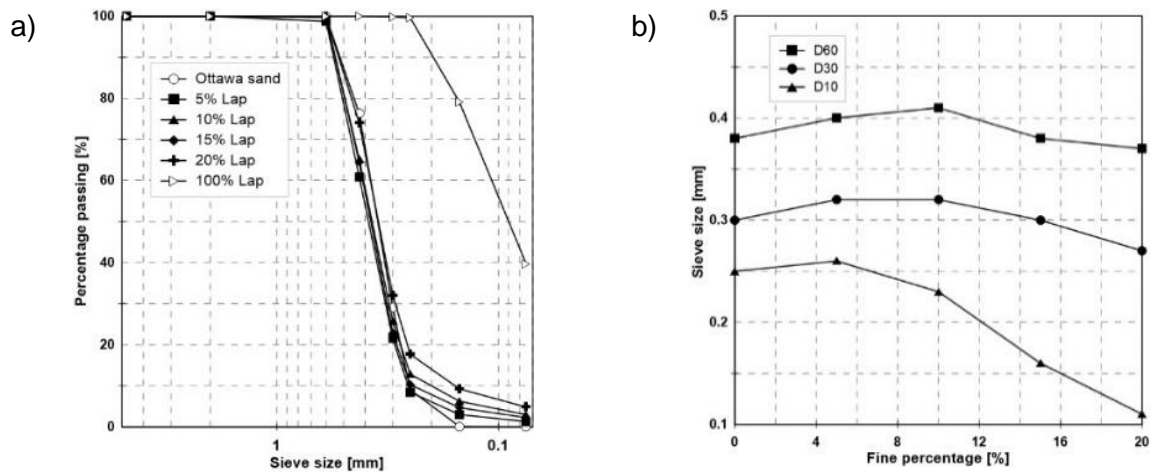 a)
100
80
60
40
20
0
Percentage passing [%]
Ottawa sand
5% Lap
10% Lap
15% Lap
20% Lap
100% Lap
1
0.1
Sieve size [mm]
b)
0.5
0.4
0.3
0.2
0.1
Sieve size [mm]
D60
D30
D10
0
4
8
12
16
20
Fine percentage [%]